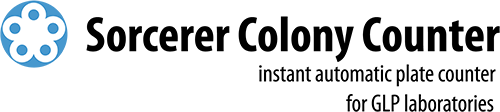 Sorcerer Colony Counter
instant automatic plate counter
for GLP laboratories